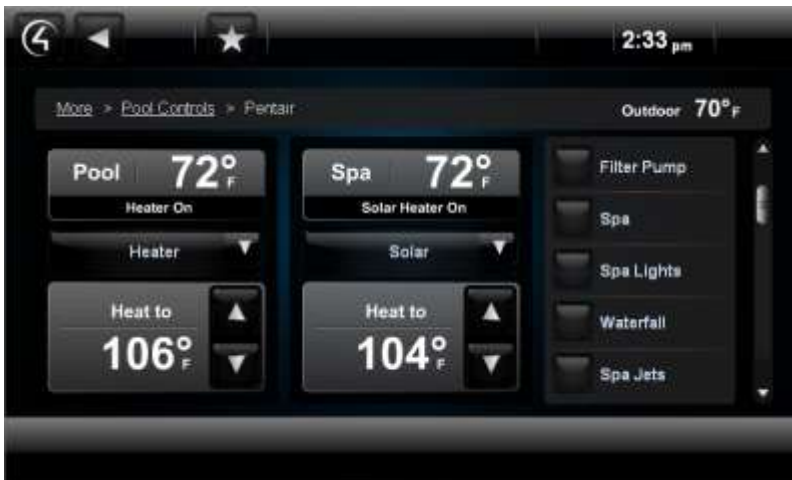 2:33 pm
More > Pool Controls > Pentair
Outdoor 70°F
Pool 72°F
Heater On
Heater
Heat to
106°F
Spa 72°F
Solar Heater On
Solar
Heat to
104°F
Filter Pump
Spa
Spa Lights
Waterfall
Spa Jets